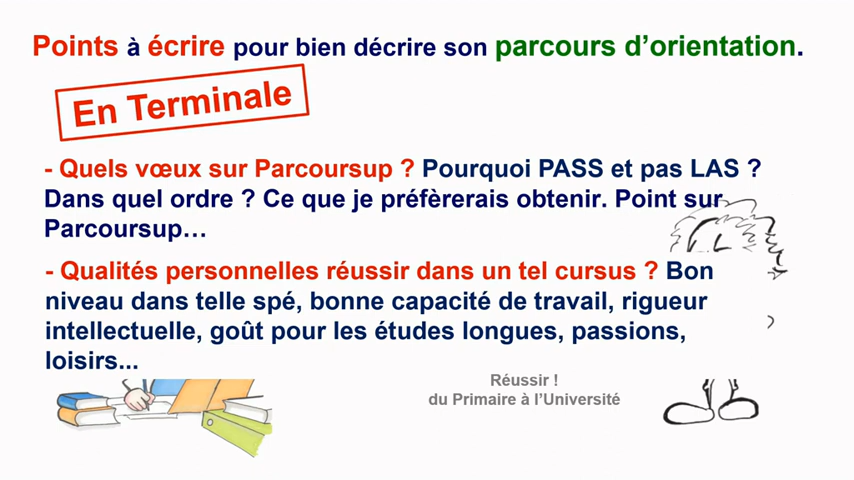 Points à écrire pour bien décrire son parcours d'orientation.
En Terminale
- Quels vœux sur Parcoursup ? Pourquoi PASS et pas LAS ?
Dans quel ordre ? Ce que je préfèrerais obtenir. Point sur
Parcoursup…
- Qualités personnelles réussir dans un tel cursus ? Bon
niveau dans telle spé, bonne capacité de travail, rigueur
intellectuelle, goût pour les études longues, passions,
loisirs...
Réussir !
du Primaire à l'Université